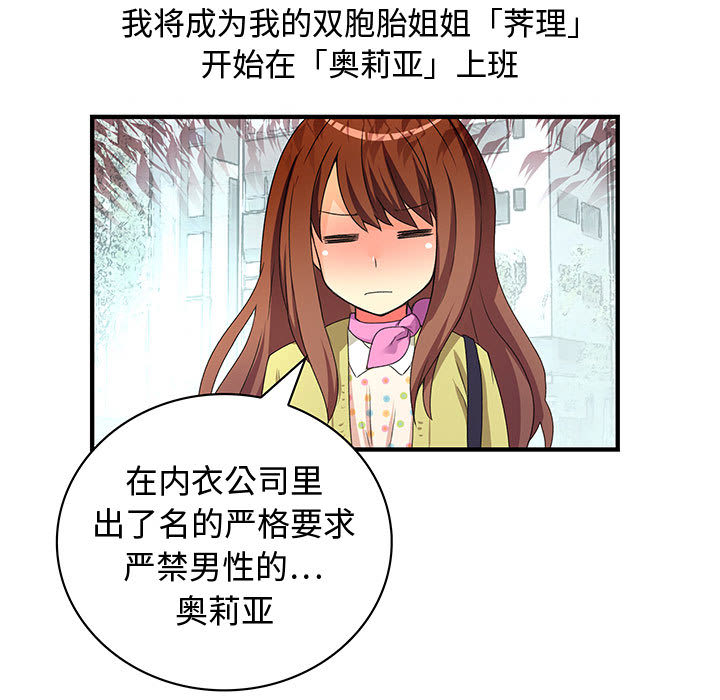 我将成为我的双胞胎姐姐「荠理」
开始在「奥莉亚」上班
在内衣公司里
出了名的严格要求
严禁男性的...
奥莉亚